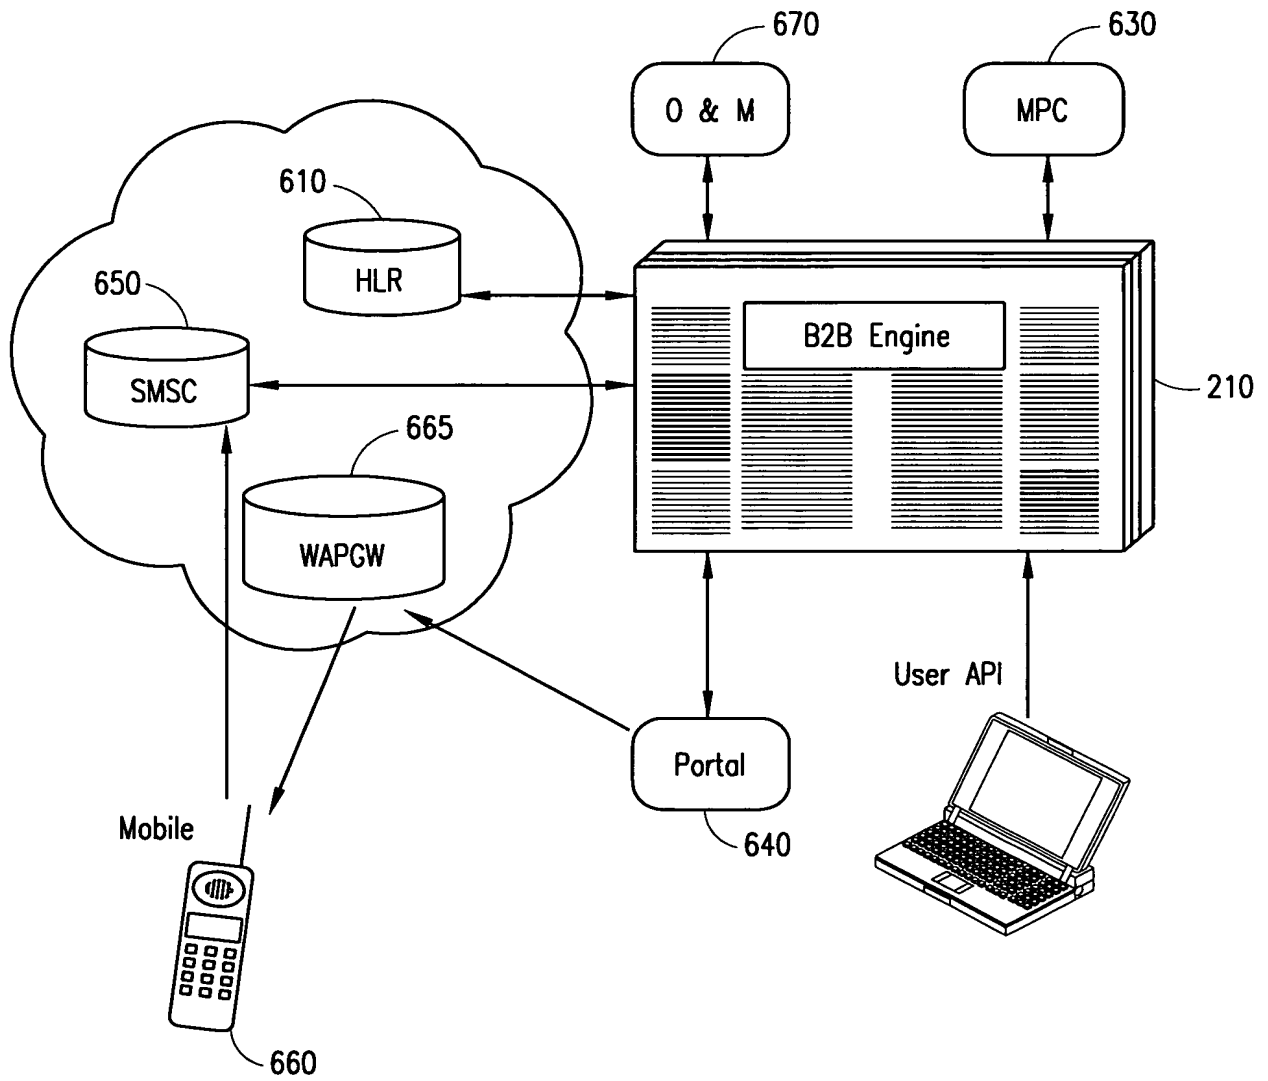 670
630
O & M
MPC
610
HLR
650
B2B Engine
SMSC
210
665
WAPGW
User API
Portal
Mobile
640
660